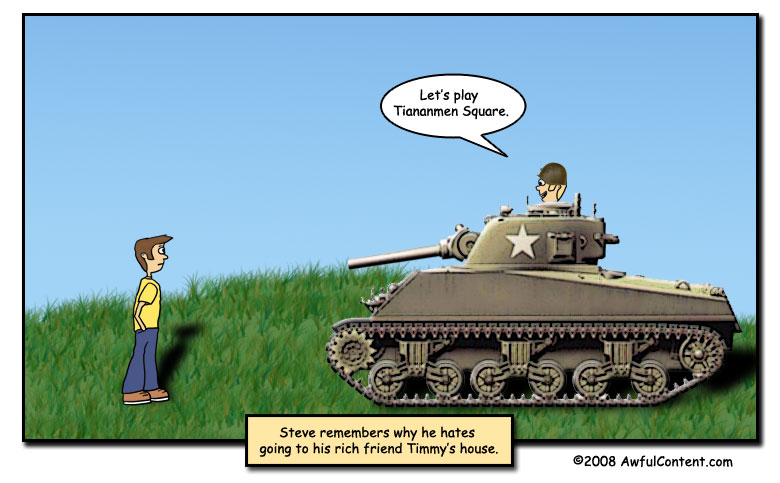 Let's play
Tiananmen Square.
Steve remembers why he hates
going to his rich friend Timmy's house.
©2008 AwfulContent.com